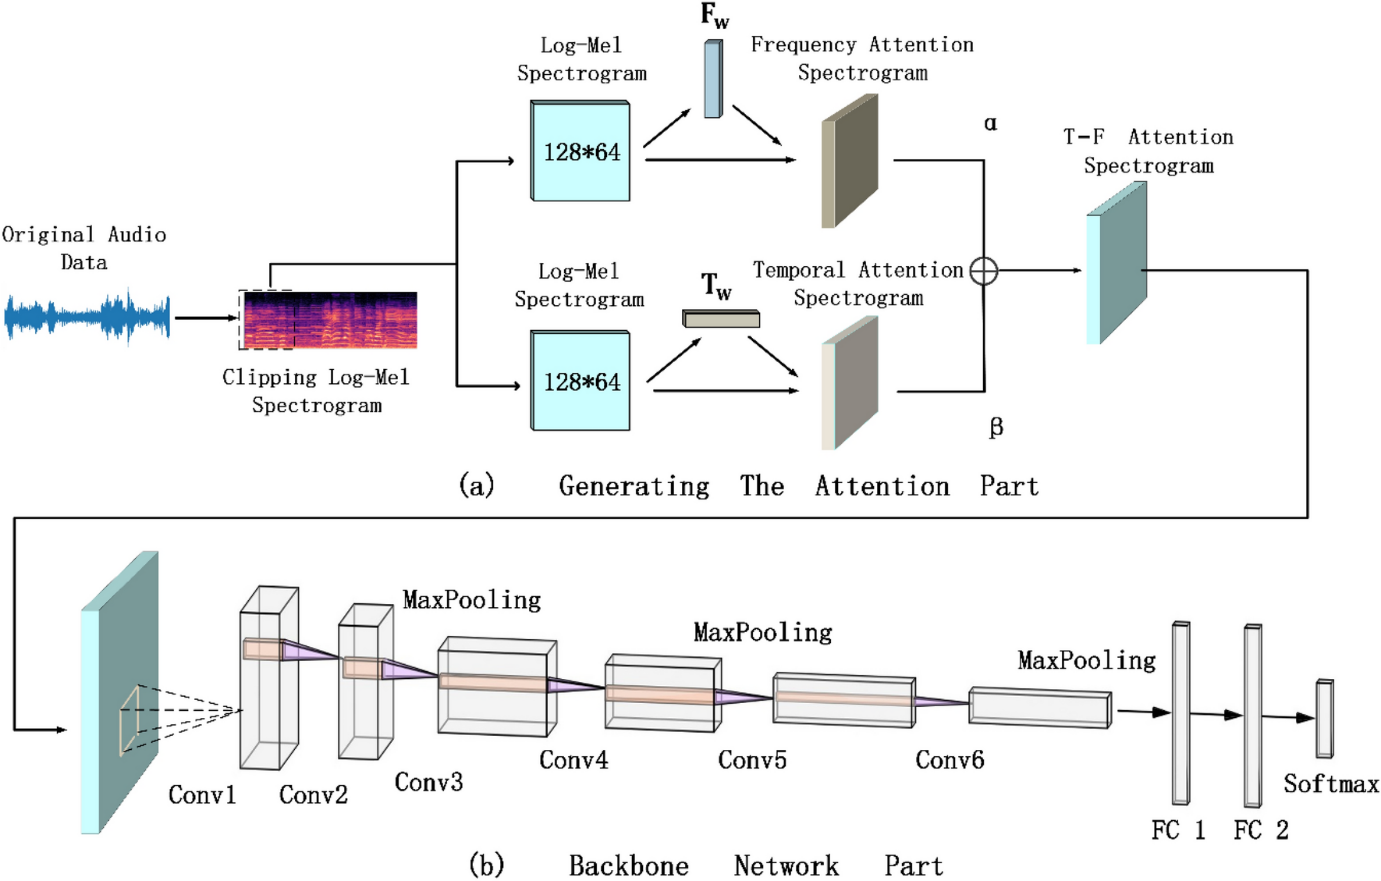 F_w
Log-Mel
Spectrogram
Frequency Attention
Spectrogram
128*64
α
T-F Attention
Spectrogram
Original Audio
Data
Log-Mel
Spectrogram
T_w
Temporal Attention
Spectrogram
128*64
Clipping Log-Mel
Spectrogram
β
(a) Generating The Attention Part
MaxPooling
MaxPooling
MaxPooling
Conv1
Conv2
Conv3
Conv4
Conv5
Conv6
Softmax
FC 1
FC 2
(b) Backbone Network Part